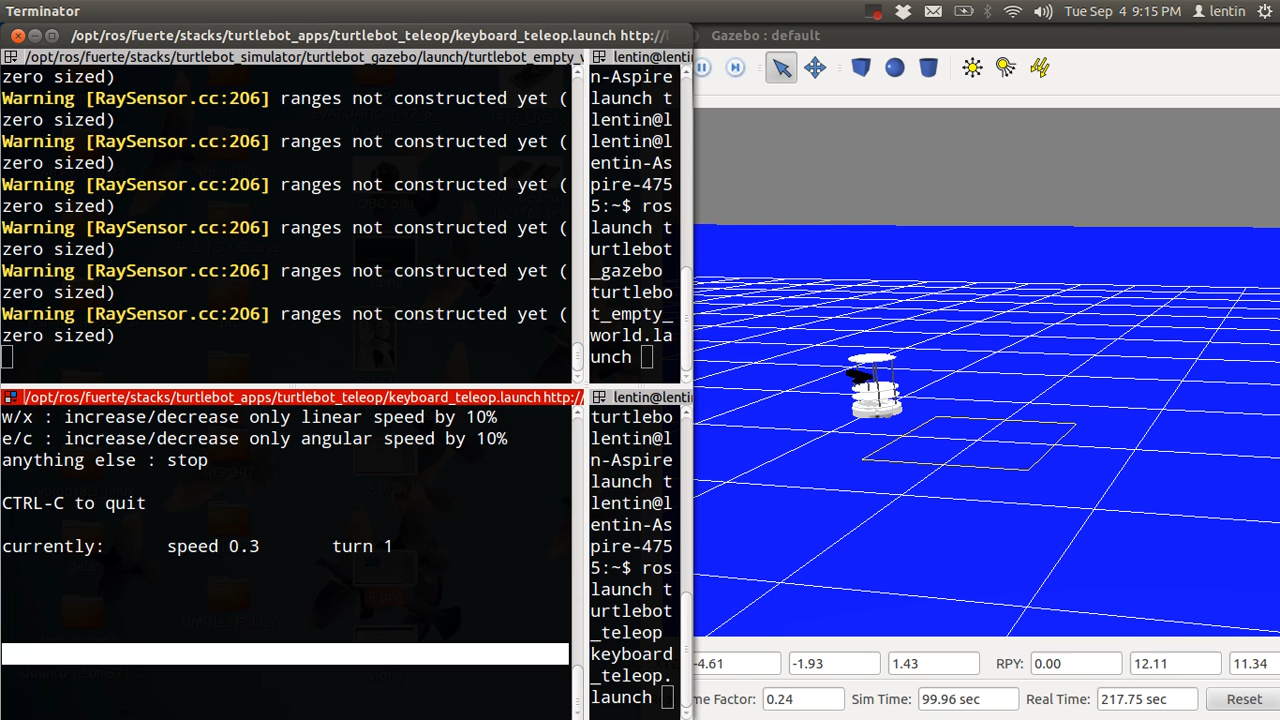 Terminator
Tue Sep 4 9:15 PM lentin
/opt/ros/fuerte/stacks/turtlebot_apps/turtlebot_teleop/keyboard_teleop.launch http://
Gazebo : default
/opt/ros/fuerte/stacks/turtlebot_simulator/turtlebot_gazebo/launch/turtlebot_empty_
zero sized)
Warning [RaySensor.cc:206] ranges not constructed yet (
zero sized)
Warning [RaySensor.cc:206] ranges not constructed yet (
zero sized)
Warning [RaySensor.cc:206] ranges not constructed yet (
zero sized)
Warning [RaySensor.cc:206] ranges not constructed yet (
zero sized)
Warning [RaySensor.cc:206] ranges not constructed yet (
zero sized)
Warning [RaySensor.cc:206] ranges not constructed yet (
zero sized)
lentin@lentin
n-Aspire
launch t
lentin@l
entin-As
pire-475
5:~$ ros
launch t
urtlebot
_gazebo
turtlebo
t_empty_
world.la
unch
/opt/ros/fuerte/stacks/turtlebot_apps/turtlebot_teleop/keyboard_teleop.launch http://
w/x : increase/decrease only linear speed by 10%
e/c : increase/decrease only angular speed by 10%
anything else : stop
CTRL-C to quit
currently: speed 0.3 turn 1
lentin@lentin
turtlebo
lentin@l
n-Aspire
launch t
lentin@l
entin-As
pire-475
5:~$ ros
launch t
urtlebot
_teleop
keyboard
_teleop.
launch
-4.61 -1.93 1.43 RPY: 0.00 12.11 11.34
me Factor: 0.24 Sim Time: 99.96 sec Real Time: 217.75 sec Reset